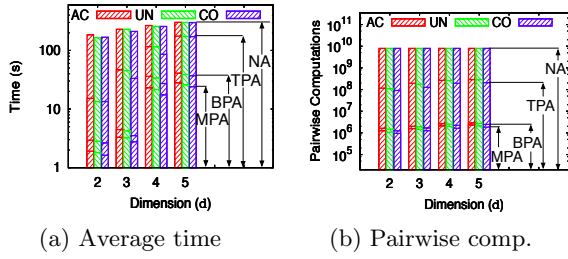 AC UN CO
Time (s)
100
10
1
NA
TPA
BPA
MPA
2 3 4 5
Dimension (d)
(a) Average time
AC UN CO
Pairwise Computations
10^11
10^10
10^9
10^8
10^7
10^6
10^5
NA
TPA
BPA
MPA
2 3 4 5
Dimension (d)
(b) Pairwise comp.